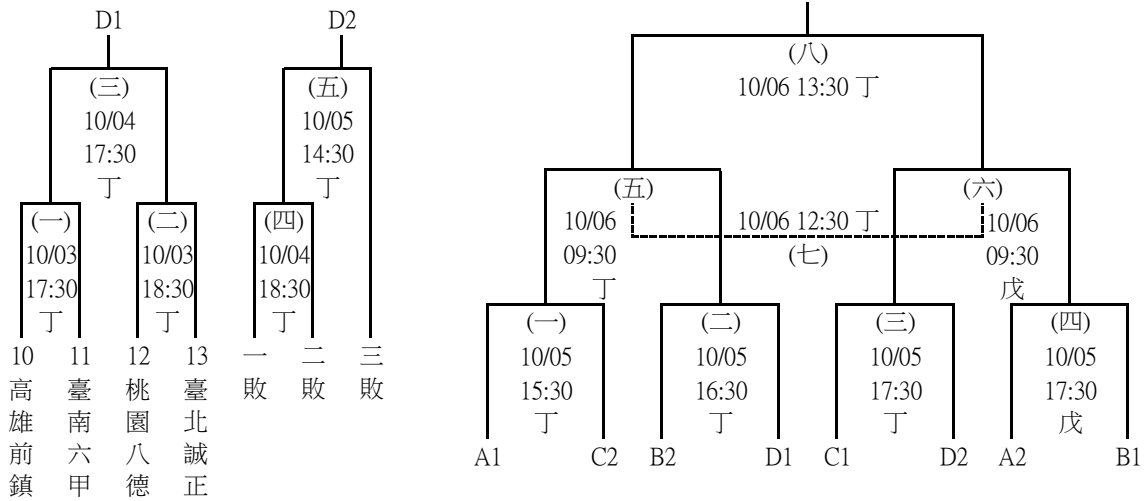 D1
D2
(三)
10/04
17:30
丁
(五)
10/05
14:30
丁
(一)
10/03
17:30
丁
(二)
10/03
18:30
丁
(四)
10/04
18:30
丁
10
高雄前鎮
11
臺南六甲
12
桃園八德
13
臺北誠正
一敗
二敗
三敗
(八)
10/06 13:30 丁
(五)
10/06
09:30
丁
10/06 12:30 丁
(七)
(六)
10/06
09:30
戊
(一)
10/05
15:30
丁
(二)
10/05
16:30
丁
(三)
10/05
17:30
丁
(四)
10/05
17:30
戊
A1
C2
B2
D1
C1
D2
A2
B1